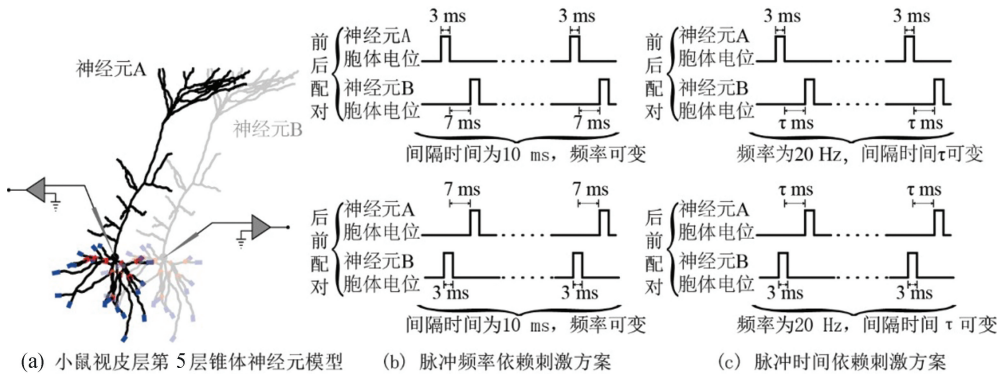 神经元A
神经元B
(a) 小鼠视皮层第 5层锥体神经元模型
前后配对
3 ms 3 ms
神经元A
胞体电位
神经元B
胞体电位
7 ms 7 ms
间隔时间为10 ms，频率可变
后前配对
7 ms 7 ms
神经元A
胞体电位
神经元B
胞体电位
3 ms 3 ms
间隔时间为10 ms，频率可变
(b) 脉冲频率依赖刺激方案
前后配对
3 ms 3 ms
神经元A
胞体电位
神经元B
胞体电位
τ ms τ ms
频率为20 Hz，间隔时间τ可变
后前配对
τ ms τ ms
神经元A
胞体电位
神经元B
胞体电位
3 ms 3 ms
频率为20 Hz，间隔时间 τ 可变
(c) 脉冲时间依赖刺激方案